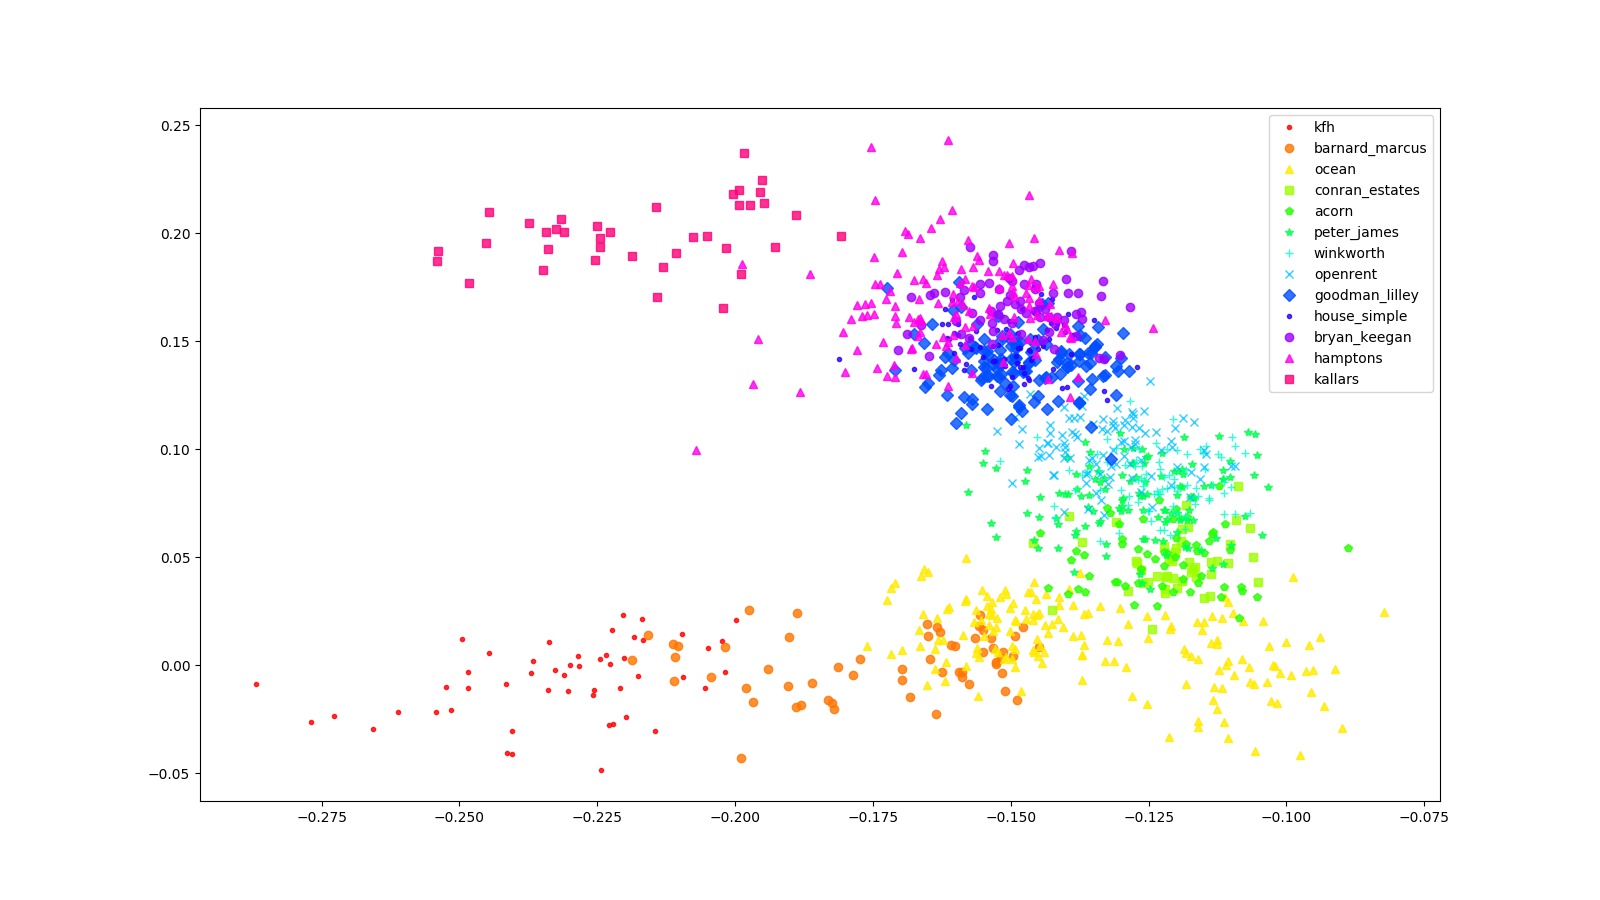 0.25
0.20
0.15
0.10
0.05
0.00
−0.05
−0.275
−0.250
−0.225
−0.200
−0.175
−0.150
−0.125
−0.100
−0.075
kfh
barnard_marcus
ocean
conran_estates
acorn
peter_james
winkworth
openrent
goodman_lilley
house_simple
bryan_keegan
hamptons
kallars